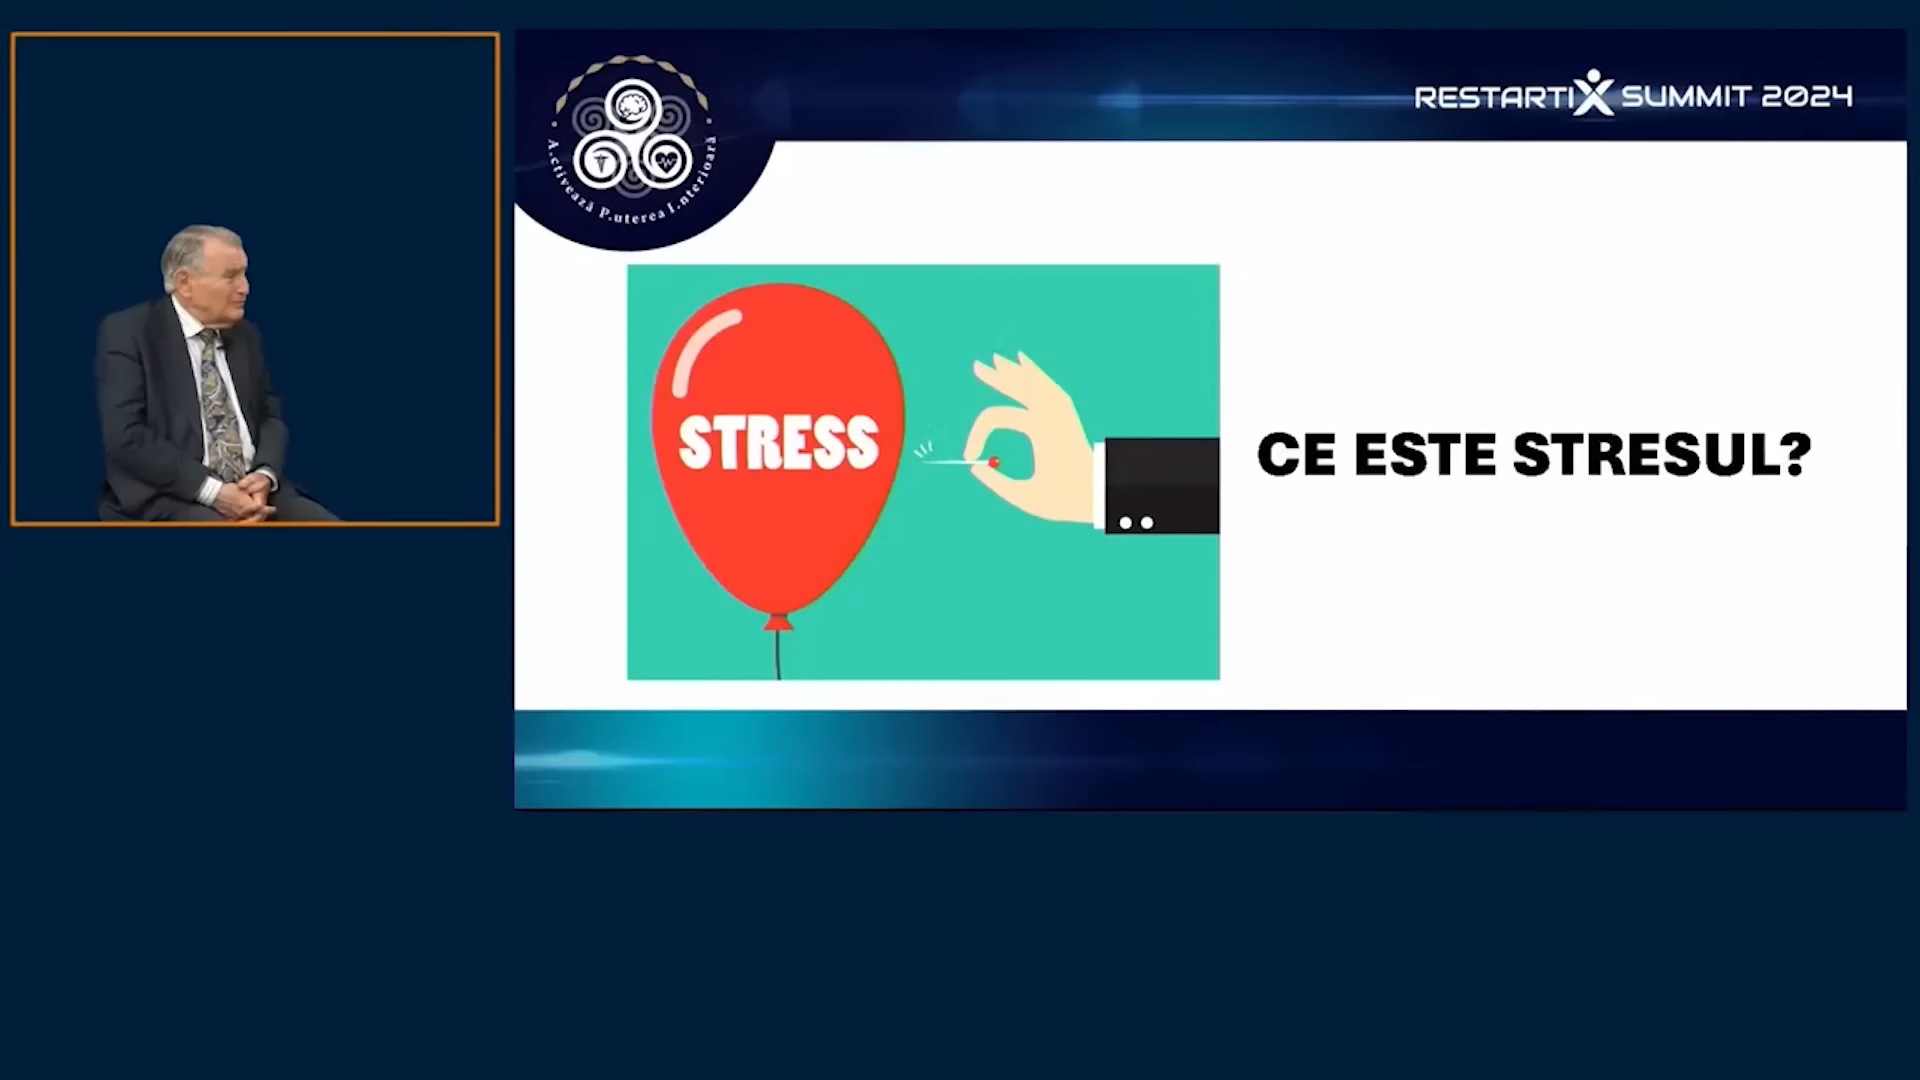 RESTARTIX SUMMIT 2024
A.ctivează P.uterea I.nterioară
STRESS
CE ESTE STRESUL?